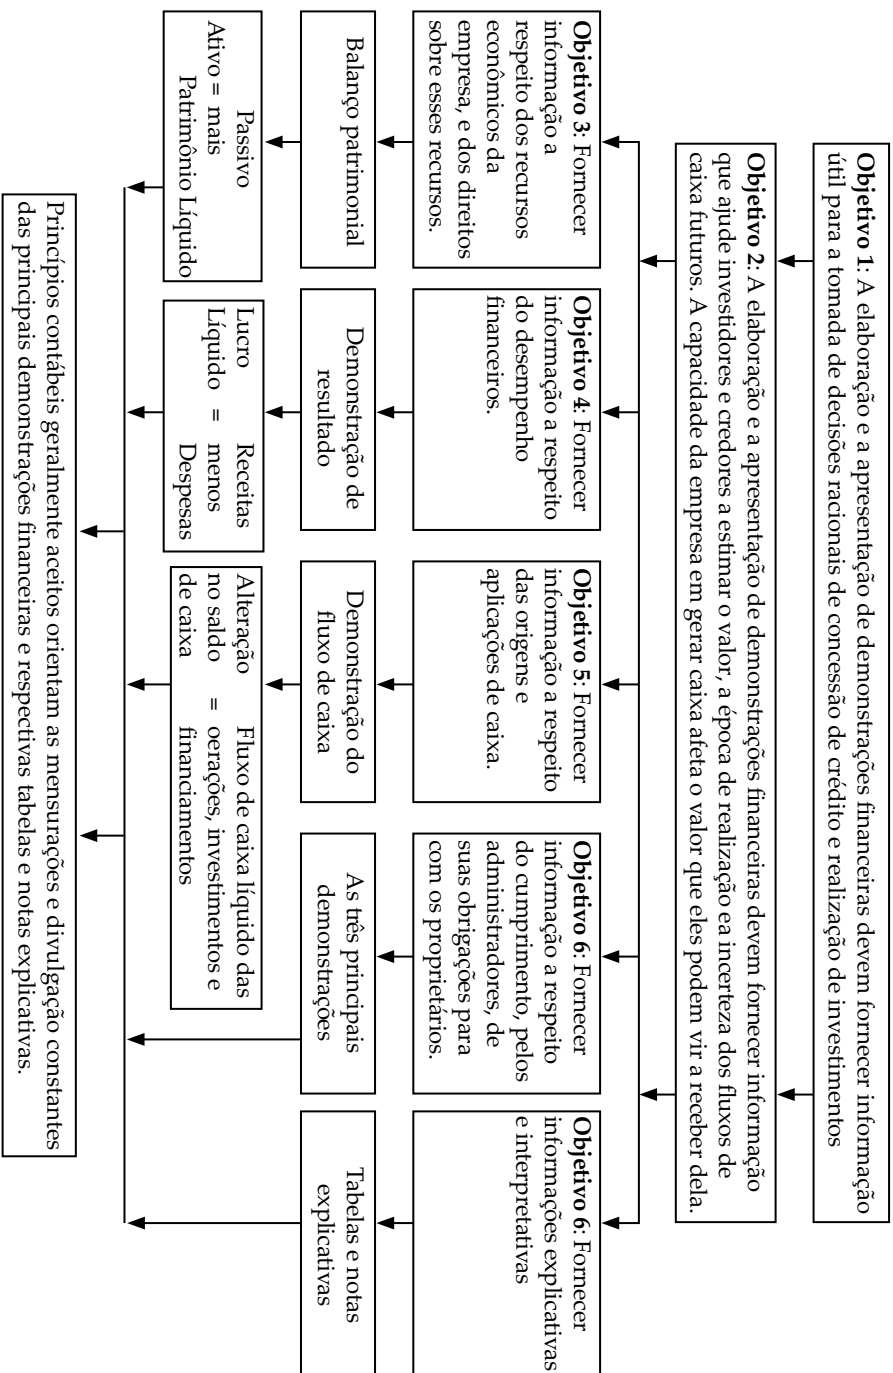 Objetivo 1: A elaboração e a apresentação de demonstrações financeiras devem fornecer informação
útil para a tomada de decisões racionais de concessão de crédito e realização de investimentos
Objetivo 2: A elaboração e a apresentação de demonstrações financeiras devem fornecer informação
que ajude investidores e credores a estimar o valor, a época de realização ea incerteza dos fluxos de
caixa futuros. A capacidade da empresa em gerar caixa afeta o valor que eles podem vir a receber dela.
Objetivo 3: Fornecer
informação a
respeito dos recursos
econômicos da
empresa, e dos direitos
sobre esses recursos.
Objetivo 4: Fornecer
informação a respeito
do desempenho
financeiros.
Objetivo 5: Fornecer
informação a respeito
das origens e
aplicações de caixa.
Objetivo 6: Fornecer
informação a respeito
do cumprimento, pelos
administradores, de
suas obrigações para
com os proprietários.
Objetivo 6: Fornecer
informações explicativas
e interpretativas
Balanço patrimonial
Demonstração de
resultado
Demonstração do
fluxo de caixa
As três principais
demonstrações
Tabelas e notas
explicativas
Passivo
Ativo = mais
Patrimônio Líquido
Lucro Receitas
Líquido = menos
Despesas
Alteração Fluxo de caixa líquido das
no saldo = oerações, investimentos e
de caixa financiamentos
Princípios contábeis geralmente aceitos orientam as mensurações e divulgação constantes
das principais demonstrações financeiras e respectivas tabelas e notas explicativas.